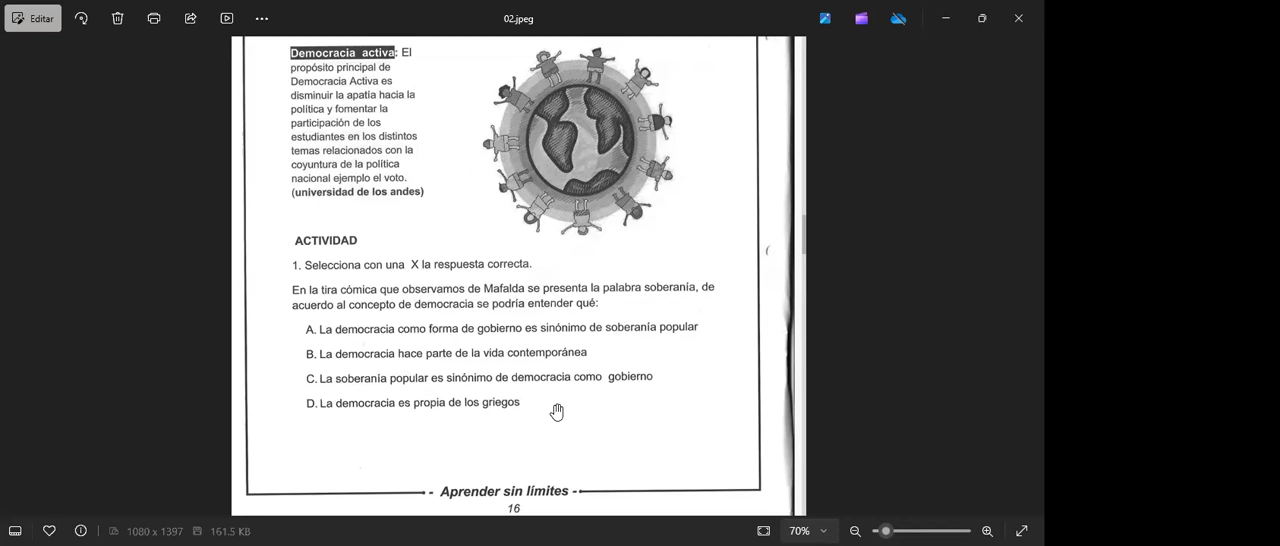 Editar
02.jpeg
Democracia activa: El
propósito principal de
Democracia Activa es
disminuir la apatía hacia la
política y fomentar la
participación de los
estudiantes en los distintos
temas relacionados con la
coyuntura de la política
nacional ejemplo el voto.
(universidad de los andes)
ACTIVIDAD
1. Selecciona con una X la respuesta correcta.
En la tira cómica que observamos de Mafalda se presenta la palabra soberanía, de
acuerdo al concepto de democracia se podría entender qué:
A. La democracia como forma de gobierno es sinónimo de soberanía popular
B. La democracia hace parte de la vida contemporánea
C. La soberanía popular es sinónimo de democracia como gobierno
D. La democracia es propia de los griegos
- Aprender sin límites -
16
1080 x 1397
161.5 KB
70%